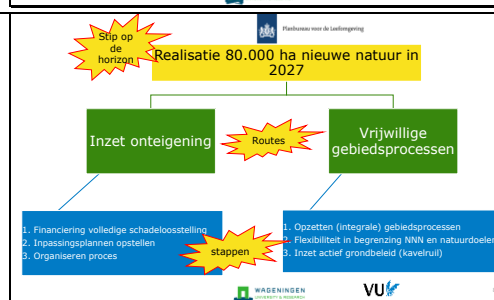 Planbureau voor de Leefomgeving
Stip op
de
horizon
Realisatie 80.000 ha nieuwe natuur in
2027
Inzet onteigening
Routes
Vrijwillige
gebiedsprocessen
1. Financiering volledige schadeloosstelling
2. Inpassingsplannen opstellen
3. Organiseren proces
stappen
1. Opzetten (integrale) gebiedsprocessen
2. Flexibiliteit in begrenzing NNN en natuurdoelen
3. Inzet actief grondbeleid (kavelruil)
WAGENINGEN
UNIVERSITY & RESEARCH
VU